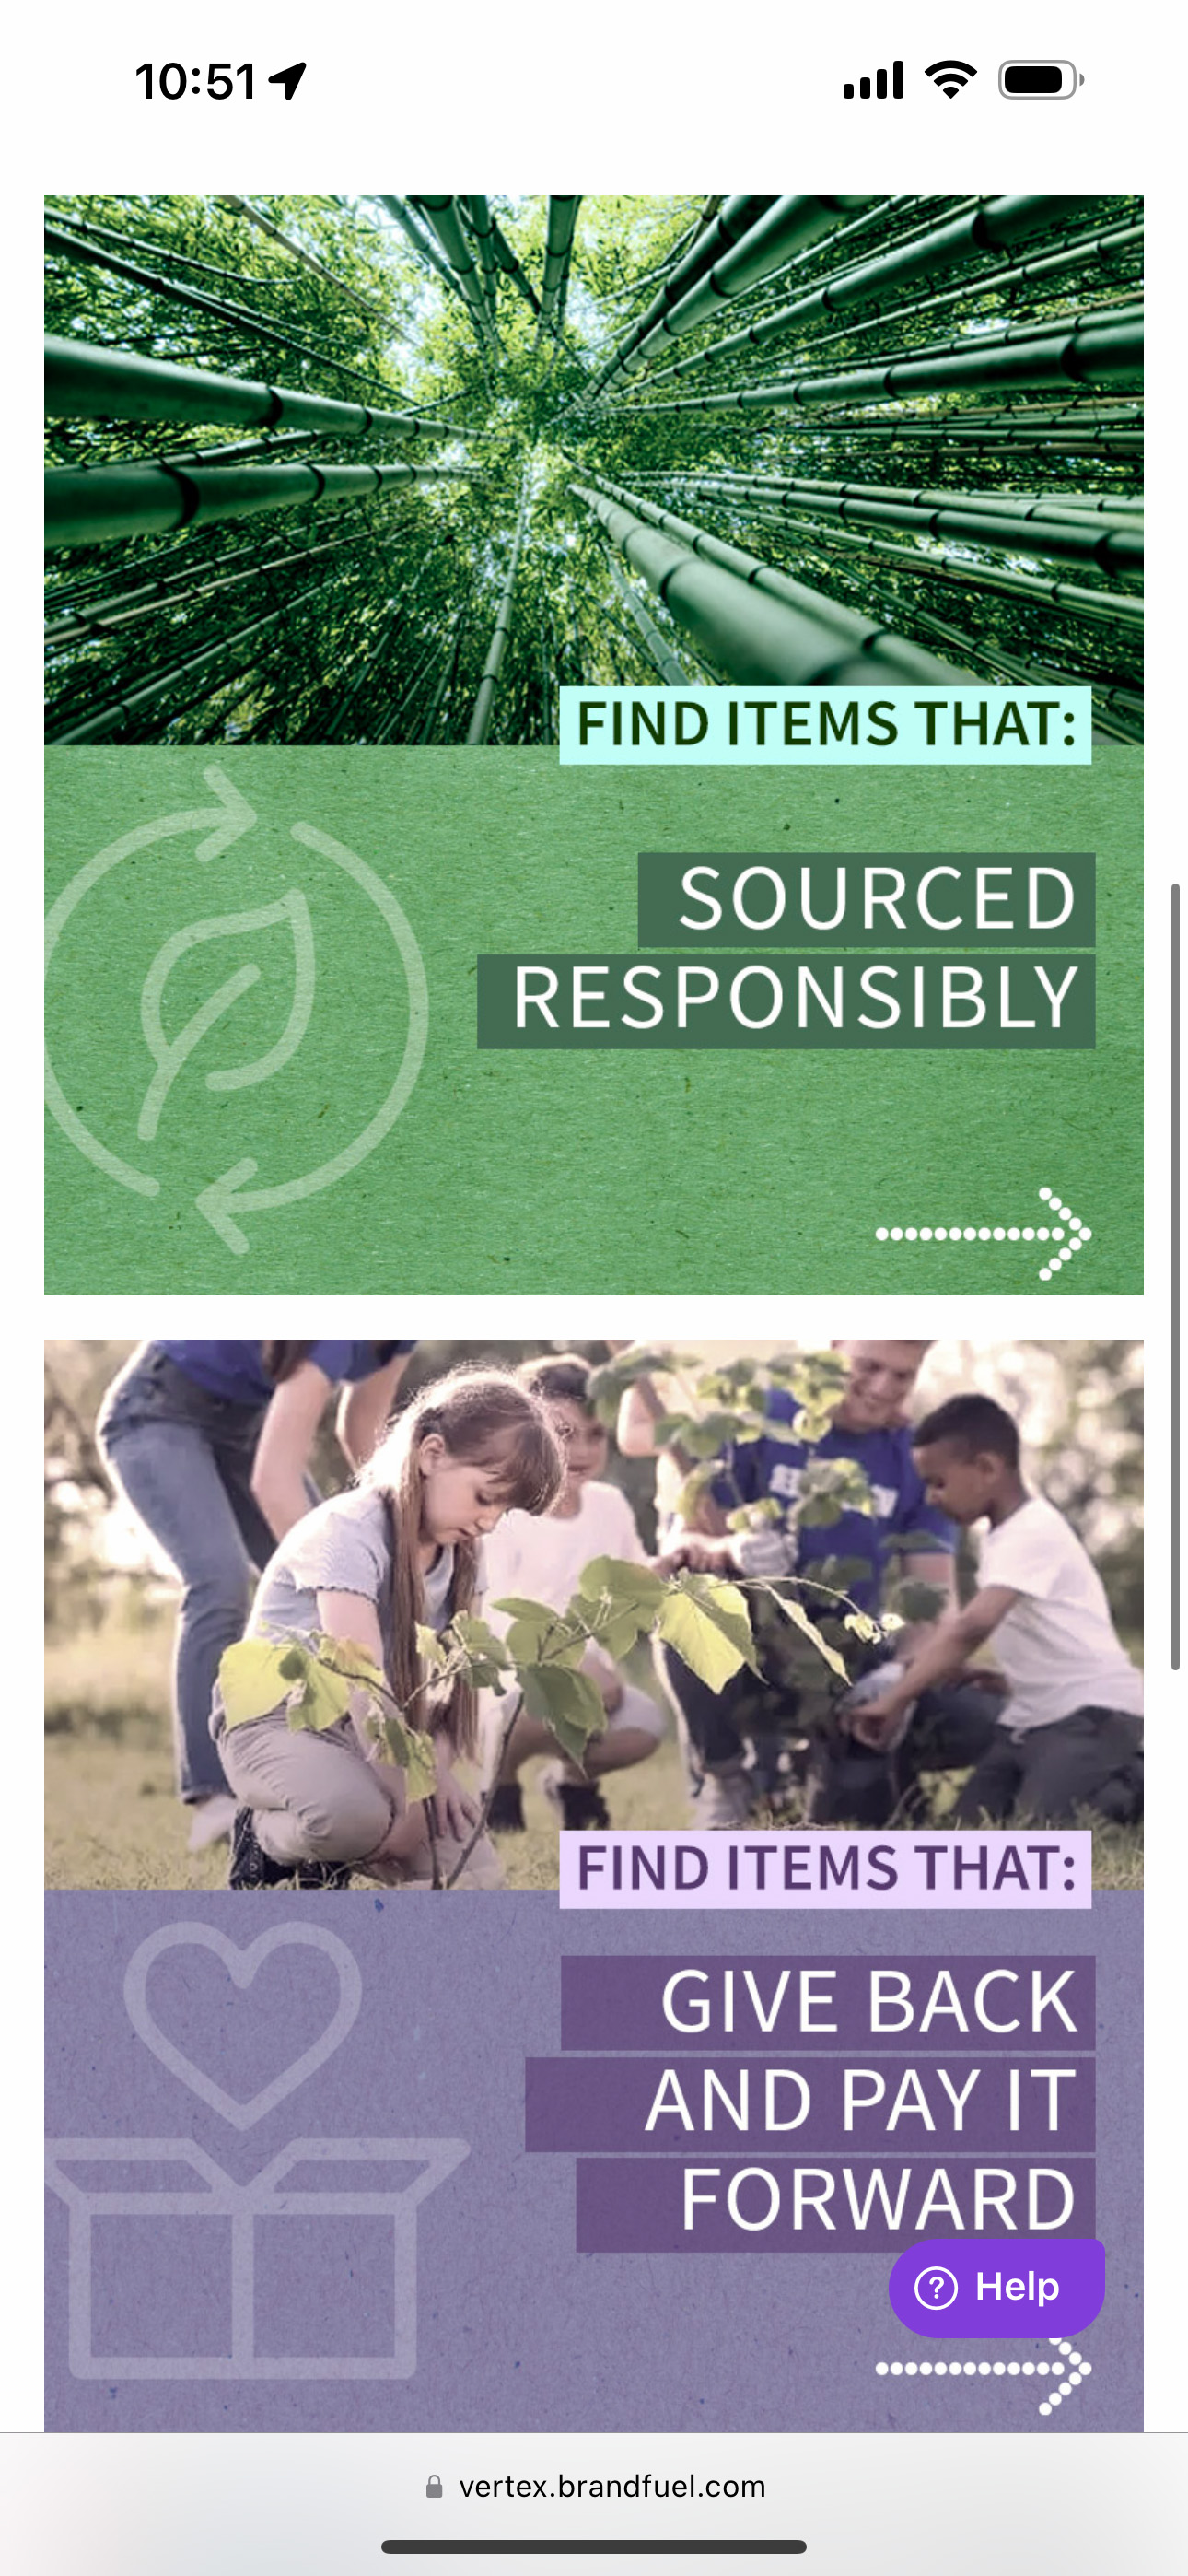 10:51
FIND ITEMS THAT:
SOURCED
RESPONSIBLY
FIND ITEMS THAT:
GIVE BACK
AND PAY IT
FORWARD
? Help
vertex.brandfuel.com